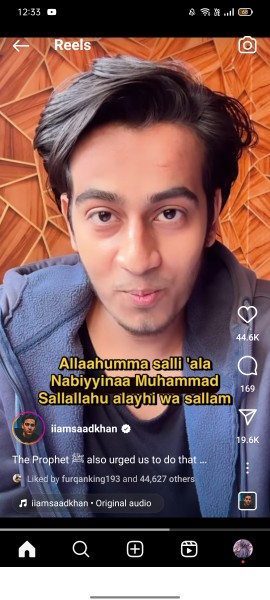 12:33
60
Reels
Allaahumma salli 'ala
Nabiyyinaa Muhammad
Sallallahu alayhi wa sallam
44.6K
169
19.6K
iiamsaadkhan
The Prophet ﷺ also urged us to do that ...
Liked by furqanking193 and 44,627 others
iiamsaadkhan • Original audio